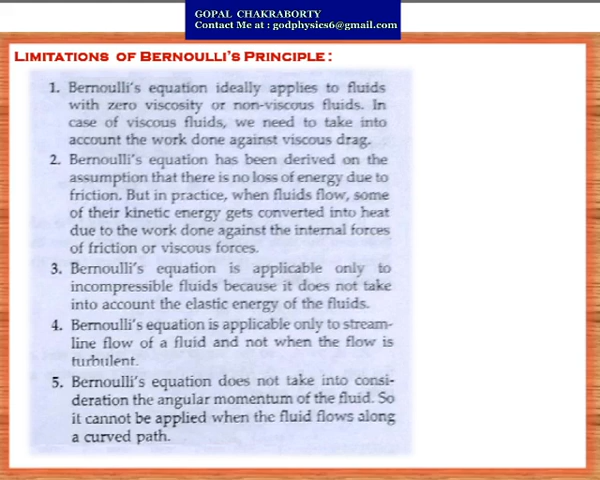 GOPAL CHAKRABORTY
Contact Me at : godphysics6@gmail.com
LIMITATIONS OF BERNOULLI'S PRINCIPLE :
1. Bernoulli's equation ideally applies to fluids
with zero viscosity or non-viscous fluids. In
case of viscous fluids, we need to take into
account the work done against viscous drag.
2. Bernoulli's equation has been derived on the
assumption that there is no loss of energy due to
friction. But in practice, when fluids flow, some
of their kinetic energy gets converted into heat
due to the work done against the internal forces
of friction or viscous forces.
3. Bernoulli's equation is applicable only to
incompressible fluids because it does not take
into account the elastic energy of the fluids.
4. Bernoulli's equation is applicable only to stream-
line flow of a fluid and not when the flow is
turbulent.
5. Bernoulli's equation does not take into consi-
deration the angular momentum of the fluid. So
it cannot be applied when the fluid flows along
a curved path.